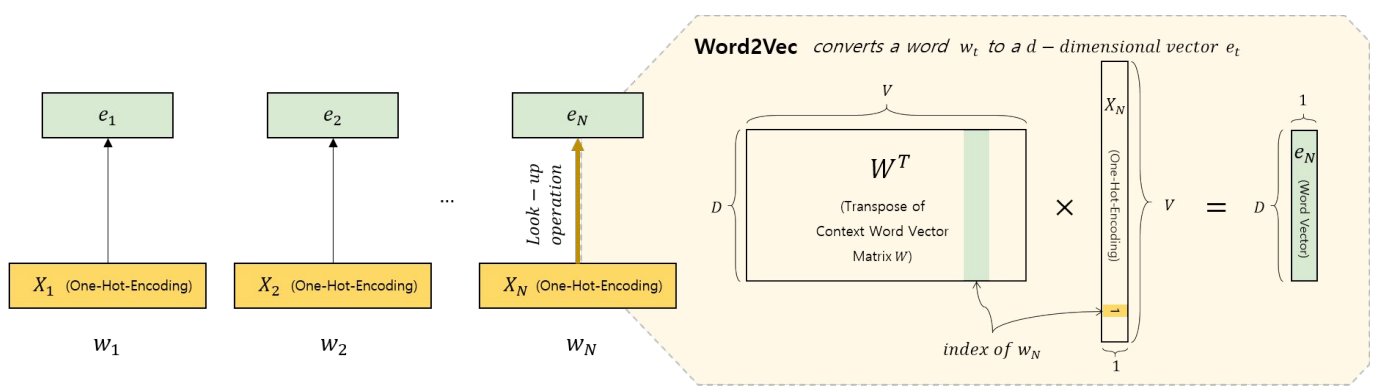 Word2Vec converts a word w_t to a d − dimensional vector e_t
e_1
e_2
e_N
Look − up
operation
...
X_1 (One-Hot-Encoding)
X_2 (One-Hot-Encoding)
X_N (One-Hot-Encoding)
w_1
w_2
w_N
V
D
W^T
(Transpose of
Context Word Vector
Matrix W)
×
X_N
(One-Hot-Encoding)
1
V
1
index of w_N
=
1
D
e_N
(Word Vector)